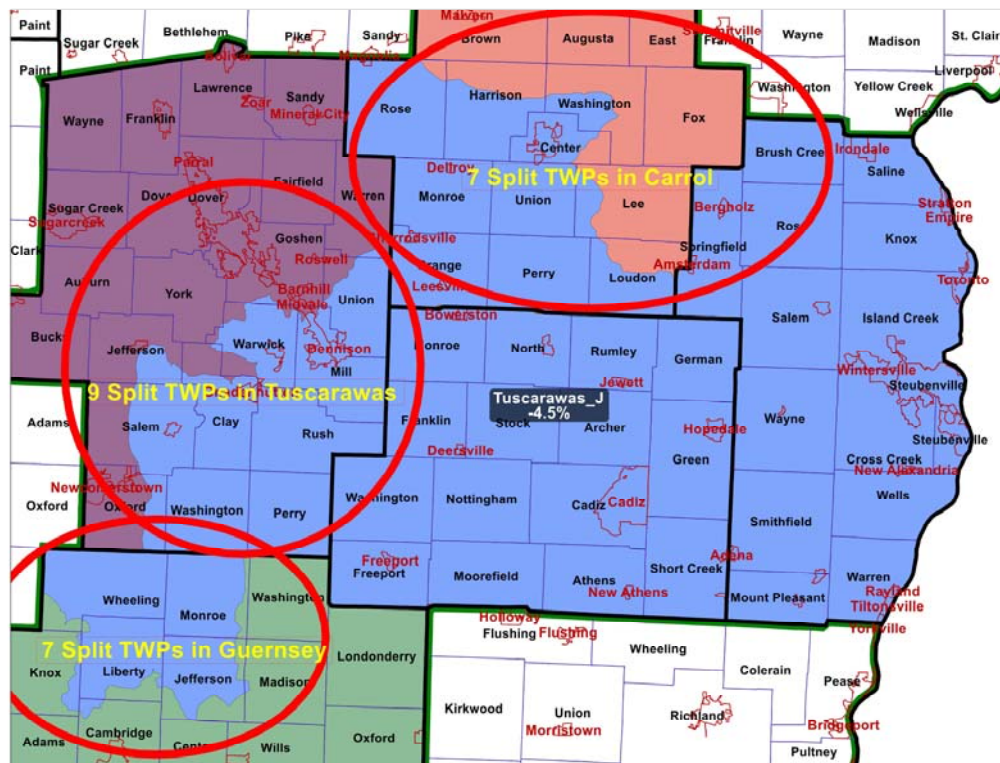 Paint
Sugar Creek
Bethlehem
Pike
Sandy
Malvern
Brown
Augusta
East
Franklin
Wayne
Madison
St. Clair
Paint
Bolivar
Magnolia
Washington
Yellow Creek
Liverpool
Wellsville
Lawrence
Zoar
Sandy
Mineral City
Rose
Harrison
Washington
Fox
Wayne
Franklin
Center
Brush Creek
Irondale
Saline
Parral
Dellroy
7 Split TWPs in Carrol
Fairfield
Warren
Monroe
Union
Lee
Bergholz
Ross
Stratton
Empire
Knox
Sugar Creek
Sugarcreek
Dover
Dover
Goshen
Roswell
Sherrodsville
Orange
Leesville
Perry
Loudon
Springfield
Amsterdam
Toronto
Clark
Auburn
York
Barnhill
Midvale
Union
Bowerston
Salem
Island Creek
Bucks
Jefferson
Warwick
Dennison
Mill
Monroe
North
Rumley
German
Wintersville
Steubenville
9 Split TWPs in Tuscarawas
Jewett
Tuscarawas_J
-4.5%
Adams
Salem
Clay
Rush
Franklin
Stock
Archer
Hopedale
Wayne
Steubenville
Deersville
Green
Cross Creek
New Alexandria
Newcomerstown
Oxford
Oxford
Washington
Perry
Washington
Nottingham
Cadiz
Cadiz
Wells
Smithfield
Freeport
Freeport
Moorefield
Athens
New Athens
Short Creek
Adena
Mount Pleasant
Warren
Rayland
Tiltonsville
Yorkville
Wheeling
Monroe
Washington
Holloway
Flushing
Flushing
Wheeling
7 Split TWPs in Guernsey
Londonderry
Colerain
Knox
Liberty
Jefferson
Madison
Pease
Kirkwood
Union
Morristown
Richland
Bridgeport
Adams
Cambridge
Wills
Oxford
Pultney